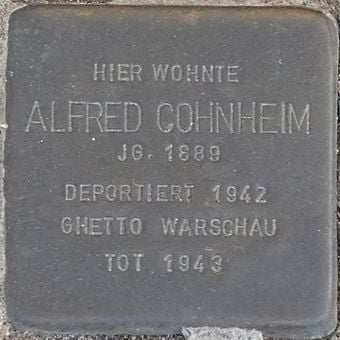 HIER WOHNTE
ALFRED COHNHEIM
JG. 1889
DEPORTIERT 1942
GHETTO WARSCHAU
TOT 1943